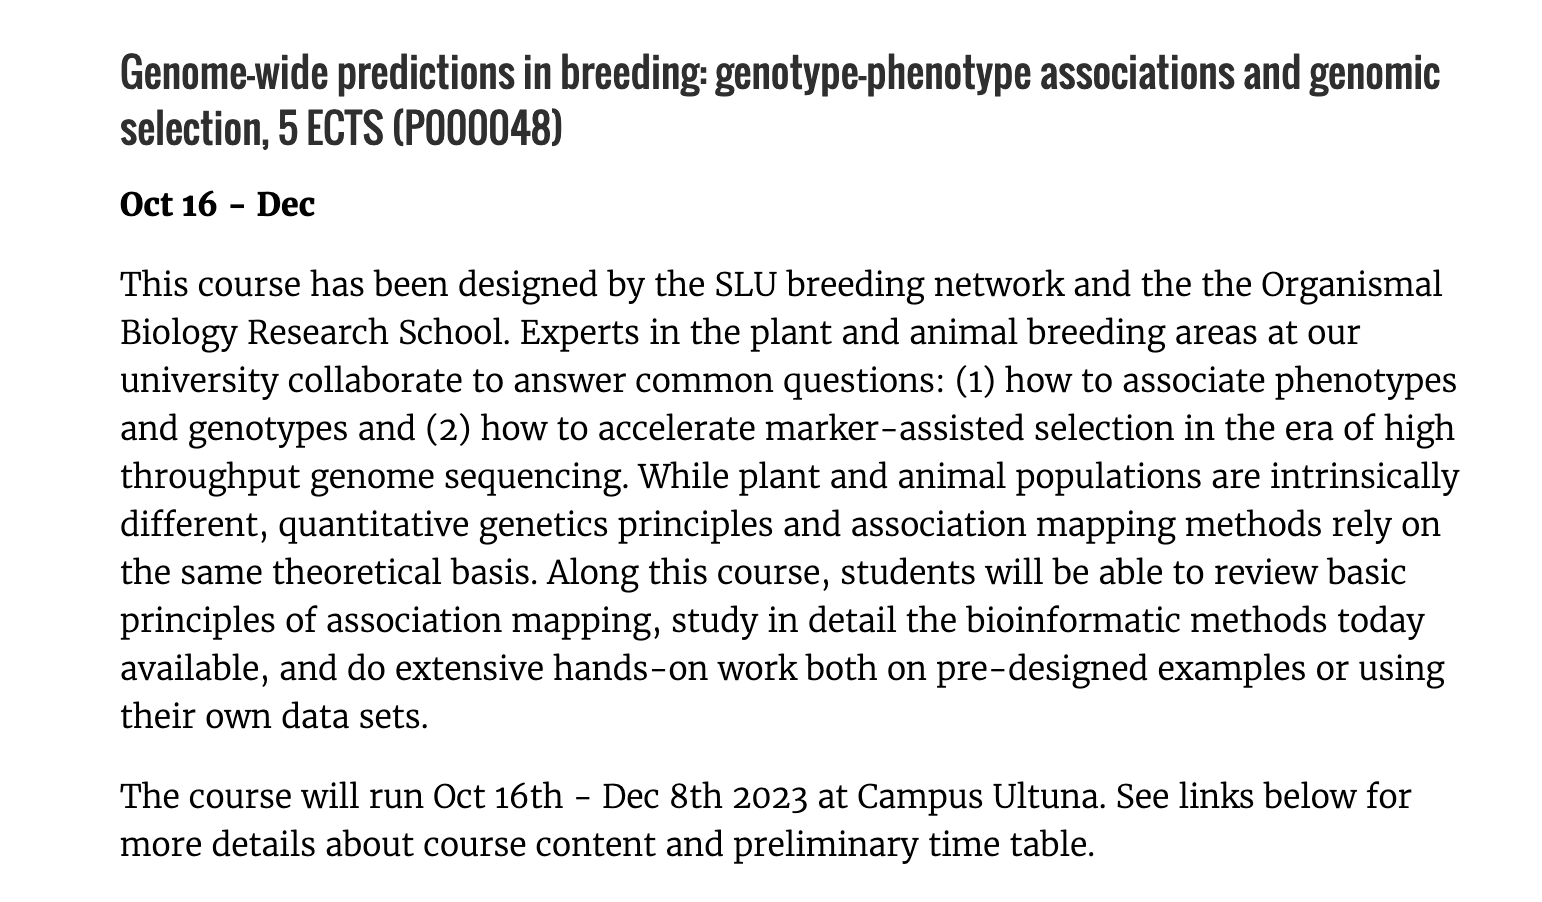 Genome-wide predictions in breeding: genotype-phenotype associations and genomic
selection, 5 ECTS (P000048)
Oct 16 - Dec
This course has been designed by the SLU breeding network and the the Organismal
Biology Research School. Experts in the plant and animal breeding areas at our
university collaborate to answer common questions: (1) how to associate phenotypes
and genotypes and (2) how to accelerate marker-assisted selection in the era of high
throughput genome sequencing. While plant and animal populations are intrinsically
different, quantitative genetics principles and association mapping methods rely on
the same theoretical basis. Along this course, students will be able to review basic
principles of association mapping, study in detail the bioinformatic methods today
available, and do extensive hands-on work both on pre-designed examples or using
their own data sets.
The course will run Oct 16th - Dec 8th 2023 at Campus Ultuna. See links below for
more details about course content and preliminary time table.